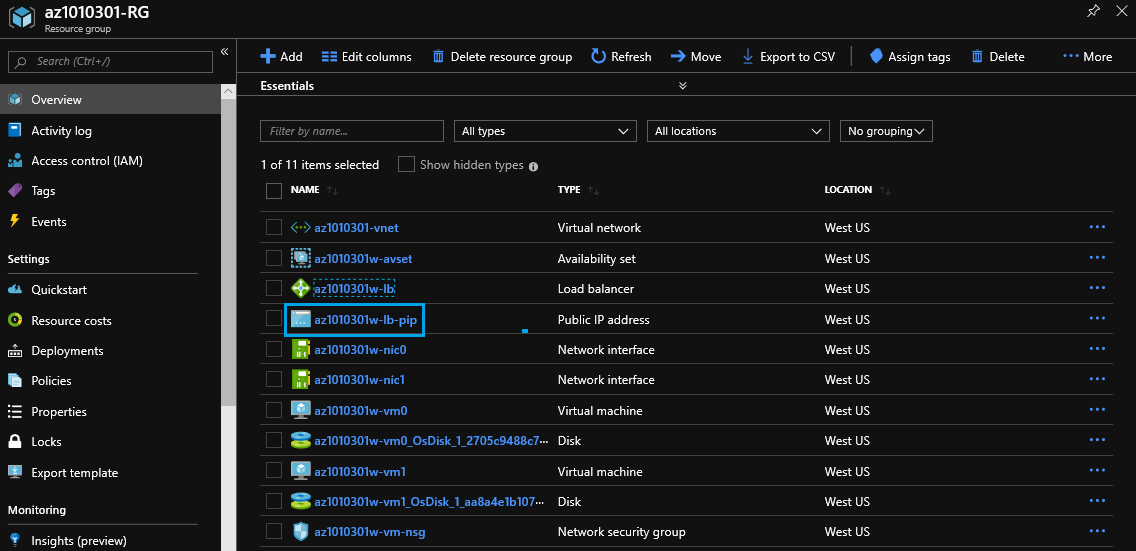 az1010301-RG
Resource group
Search (Ctrl+/)
«
Overview
Activity log
Access control (IAM)
Tags
Events
Settings
Quickstart
Resource costs
Deployments
Policies
Properties
Locks
Export template
Monitoring
Insights (preview)
Add Edit columns Delete resource group Refresh Move Export to CSV Assign tags Delete ··· More
Essentials
Filter by name... All types All locations No grouping
1 of 11 items selected Show hidden types
NAME TYPE LOCATION
az1010301-vnet Virtual network West US ···
az1010301w-avset Availability set West US ···
az1010301w-lb Load balancer West US ···
az1010301w-lb-pip Public IP address West US ···
az1010301w-nic0 Network interface West US ···
az1010301w-nic1 Network interface West US ···
az1010301w-vm0 Virtual machine West US ···
az1010301w-vm0_OsDisk_1_2705c9488c7··· Disk West US ···
az1010301w-vm1 Virtual machine West US ···
az1010301w-vm1_OsDisk_1_aa8a4e1b107··· Disk West US ···
az1010301w-vm-nsg Network security group West US ···